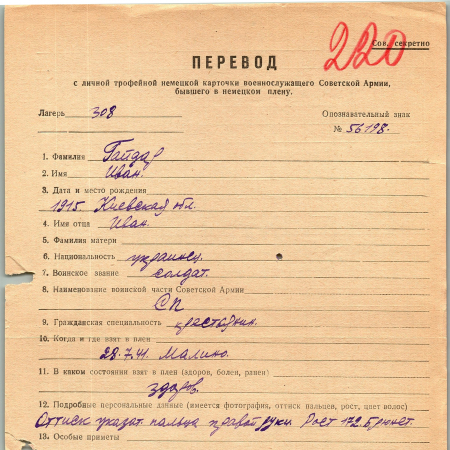 220
Сов. секретно
ПЕРЕВОД
с личной трофейной немецкой карточки военнослужащего Советской Армии,
бывшего в немецком плену.
Лагерь 308 Опознавательный знак
№ 56198.
1. Фамилия Гайдар
2. Имя Иван.
3. Дата и место рождения
1915. Киевская обл.
4. Имя отца Иван.
5. Фамилия матери
6. Национальность украинец.
7. Воинское звание солдат.
8. Наименование воинской части Советской Армии
СП
9. Гражданская специальность крестьянин.
10. Когда и где взят в плен
28.7.41. Малино.
11. В каком состоянии взят в плен (здоров, болен, ранен)
здоров.
12. Подробные персональные данные (имеется фотография, оттиск пальцев, рост, цвет волос)
Оттиск указат. пальца правой руки. Рост 172. Брюнет.
13. Особые приметы